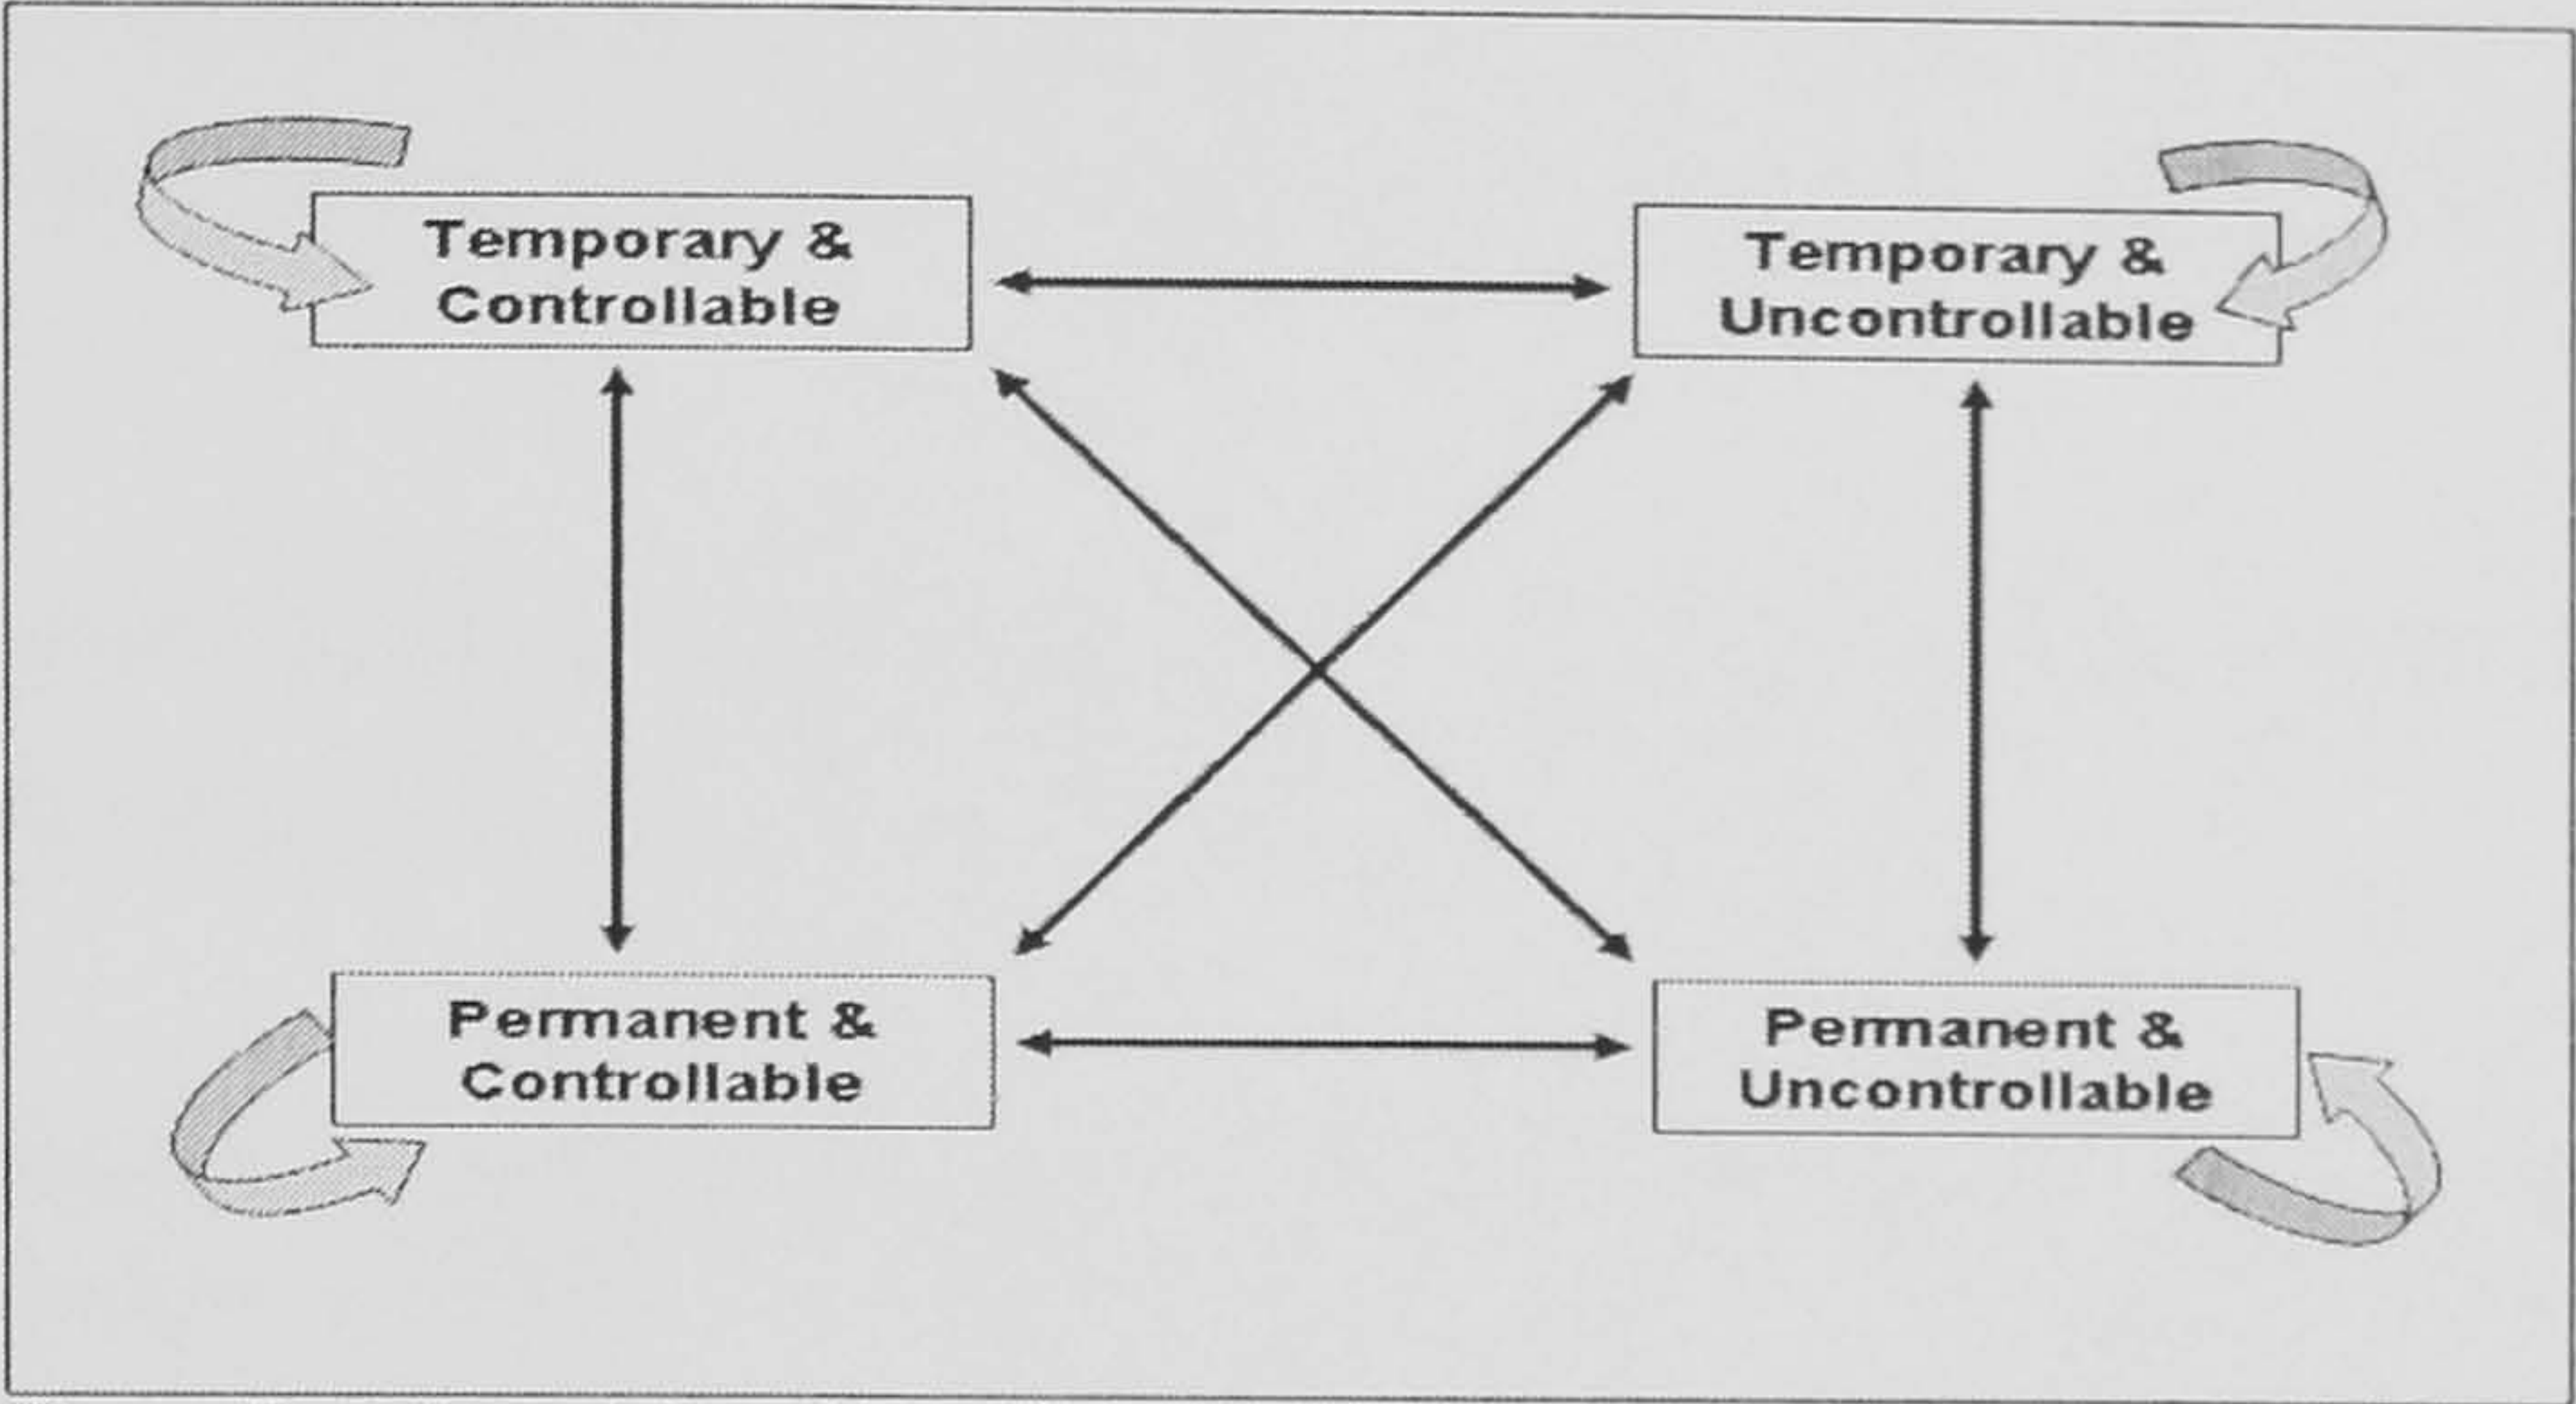 Temporary &
Controllable
Temporary &
Uncontrollable
Permanent &
Controllable
Permanent &
Uncontrollable